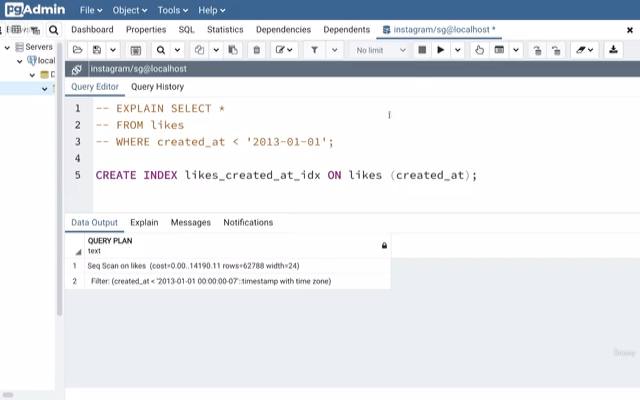 pgAdmin File Object Tools Help
Dashboard Properties SQL Statistics Dependencies Dependents instagram/sg@localhost *
Servers
local
No limit
instagram/sg@localhost
Query Editor Query History
1 -- EXPLAIN SELECT *
2 -- FROM likes
3 -- WHERE created_at < '2013-01-01';
4
5 CREATE INDEX likes_created_at_idx ON likes (created_at);
Data Output Explain Messages Notifications
QUERY PLAN
text
1 Seq Scan on likes (cost=0.00..14190.11 rows=62788 width=24)
2 Filter: (created_at < '2013-01-01 00:00:00-07'::timestamp with time zone)